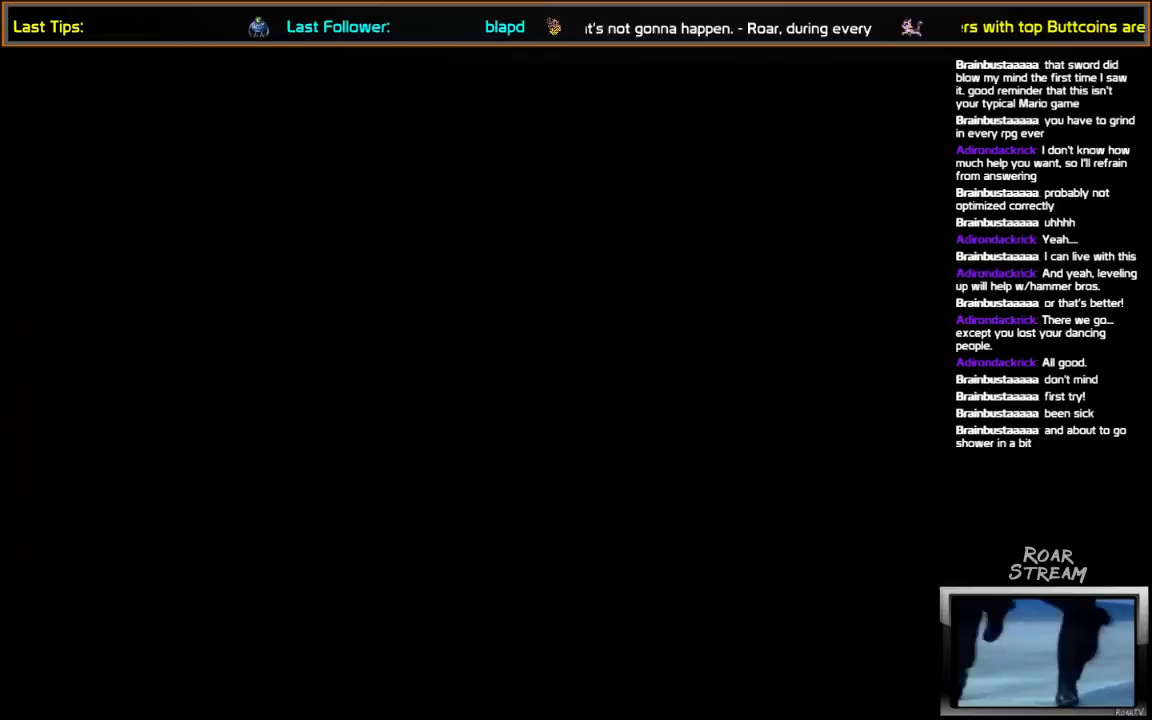 Last Tips:
Last Follower: blapd
ıt's not gonna happen. - Roar, during every
rs with top Buttcoins are
Brainbustaaaaa: that sword did
blow my mind the first time I saw
it. good reminder that this isn't
your typical Mario game
Brainbustaaaaa: you have to grind
in every rpg ever
Adirondackrick: I don't know how
much help you want, so I'll refrain
from answering
Brainbustaaaaa: probably not
optimized correctly
Brainbustaaaaa: uhhhh
Adirondackrick: Yeah....
Brainbustaaaaa: I can live with this
Adirondackrick: And yeah, leveling
up will help w/hammer bros.
Brainbustaaaaa: or that's better!
Adirondackrick: There we go...
except you lost your dancing
people.
Adirondackrick: All good.
Brainbustaaaaa: don't mind
Brainbustaaaaa: first try!
Brainbustaaaaa: been sick
Brainbustaaaaa: and about to go
shower in a bit
ROAR
STREAM
ROARTV